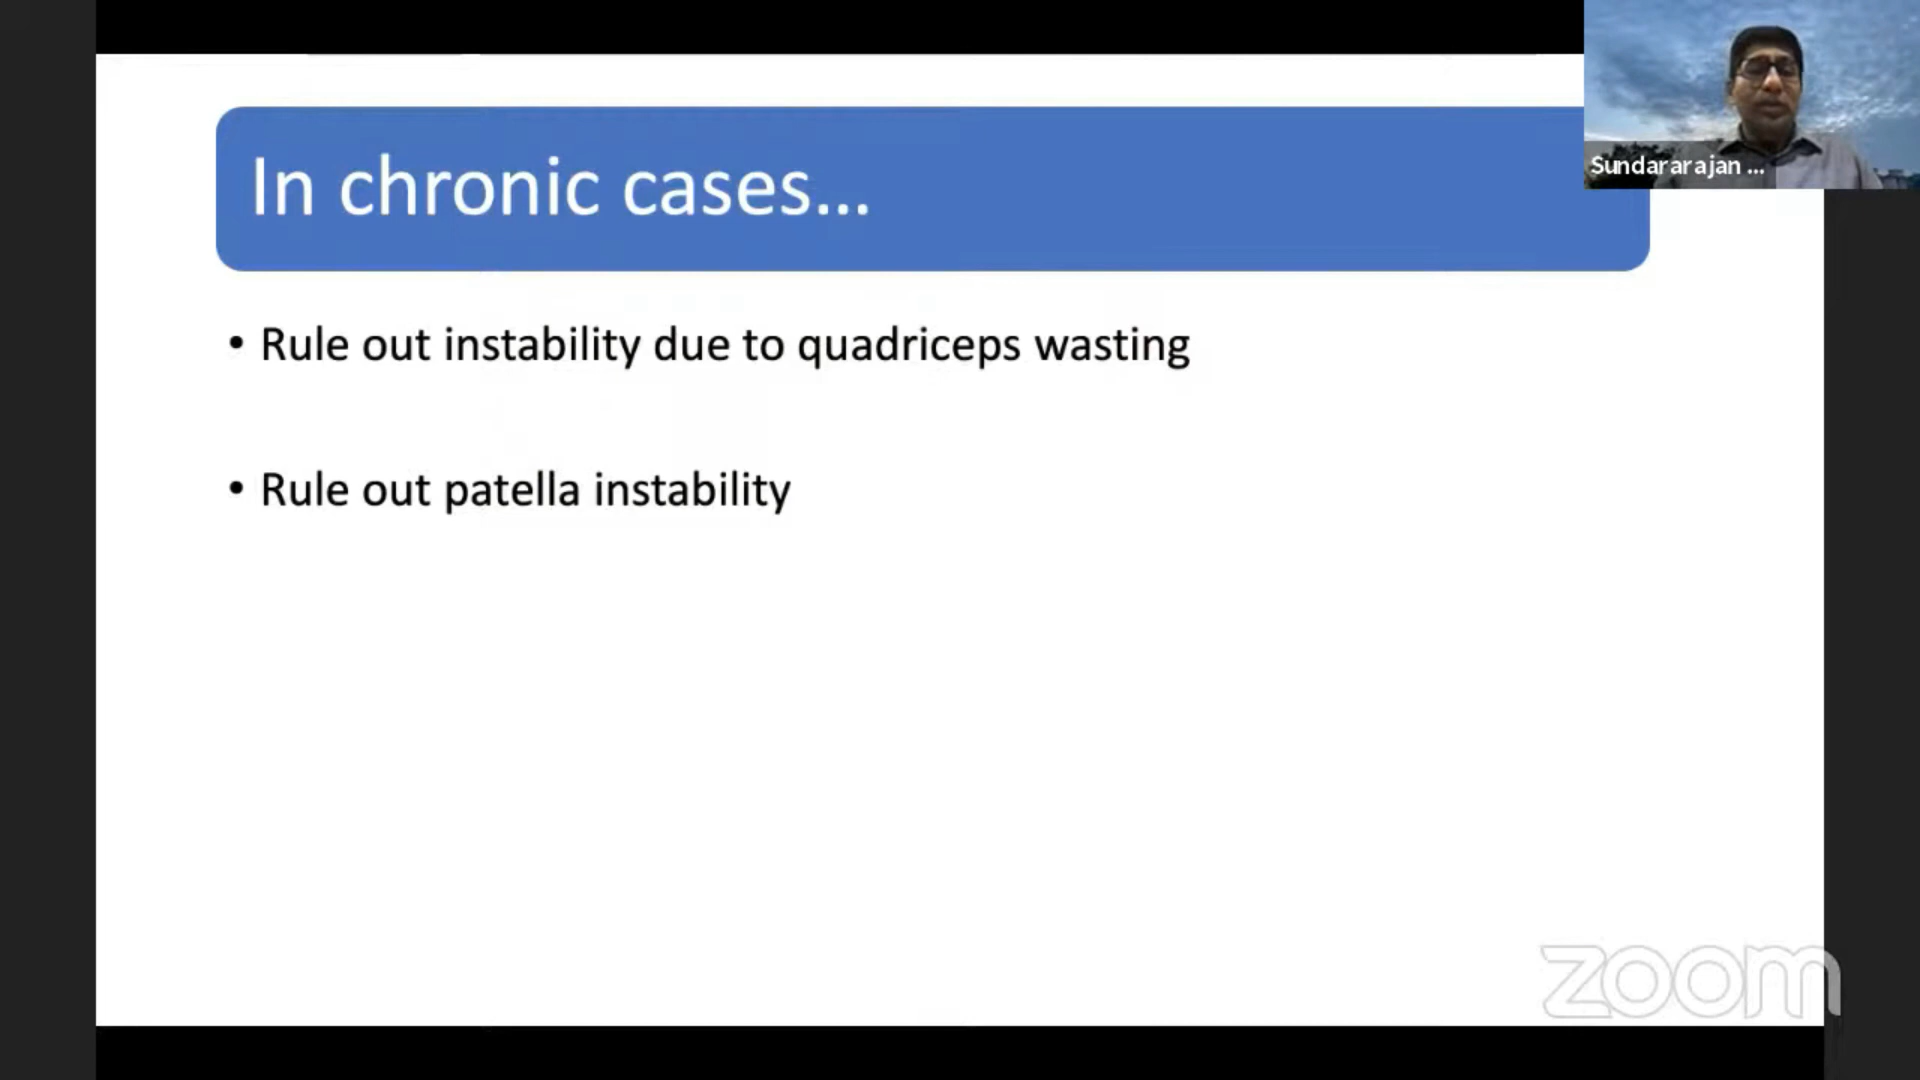 In chronic cases...
Sundararajan ...
• Rule out instability due to quadriceps wasting
• Rule out patella instability
zoom